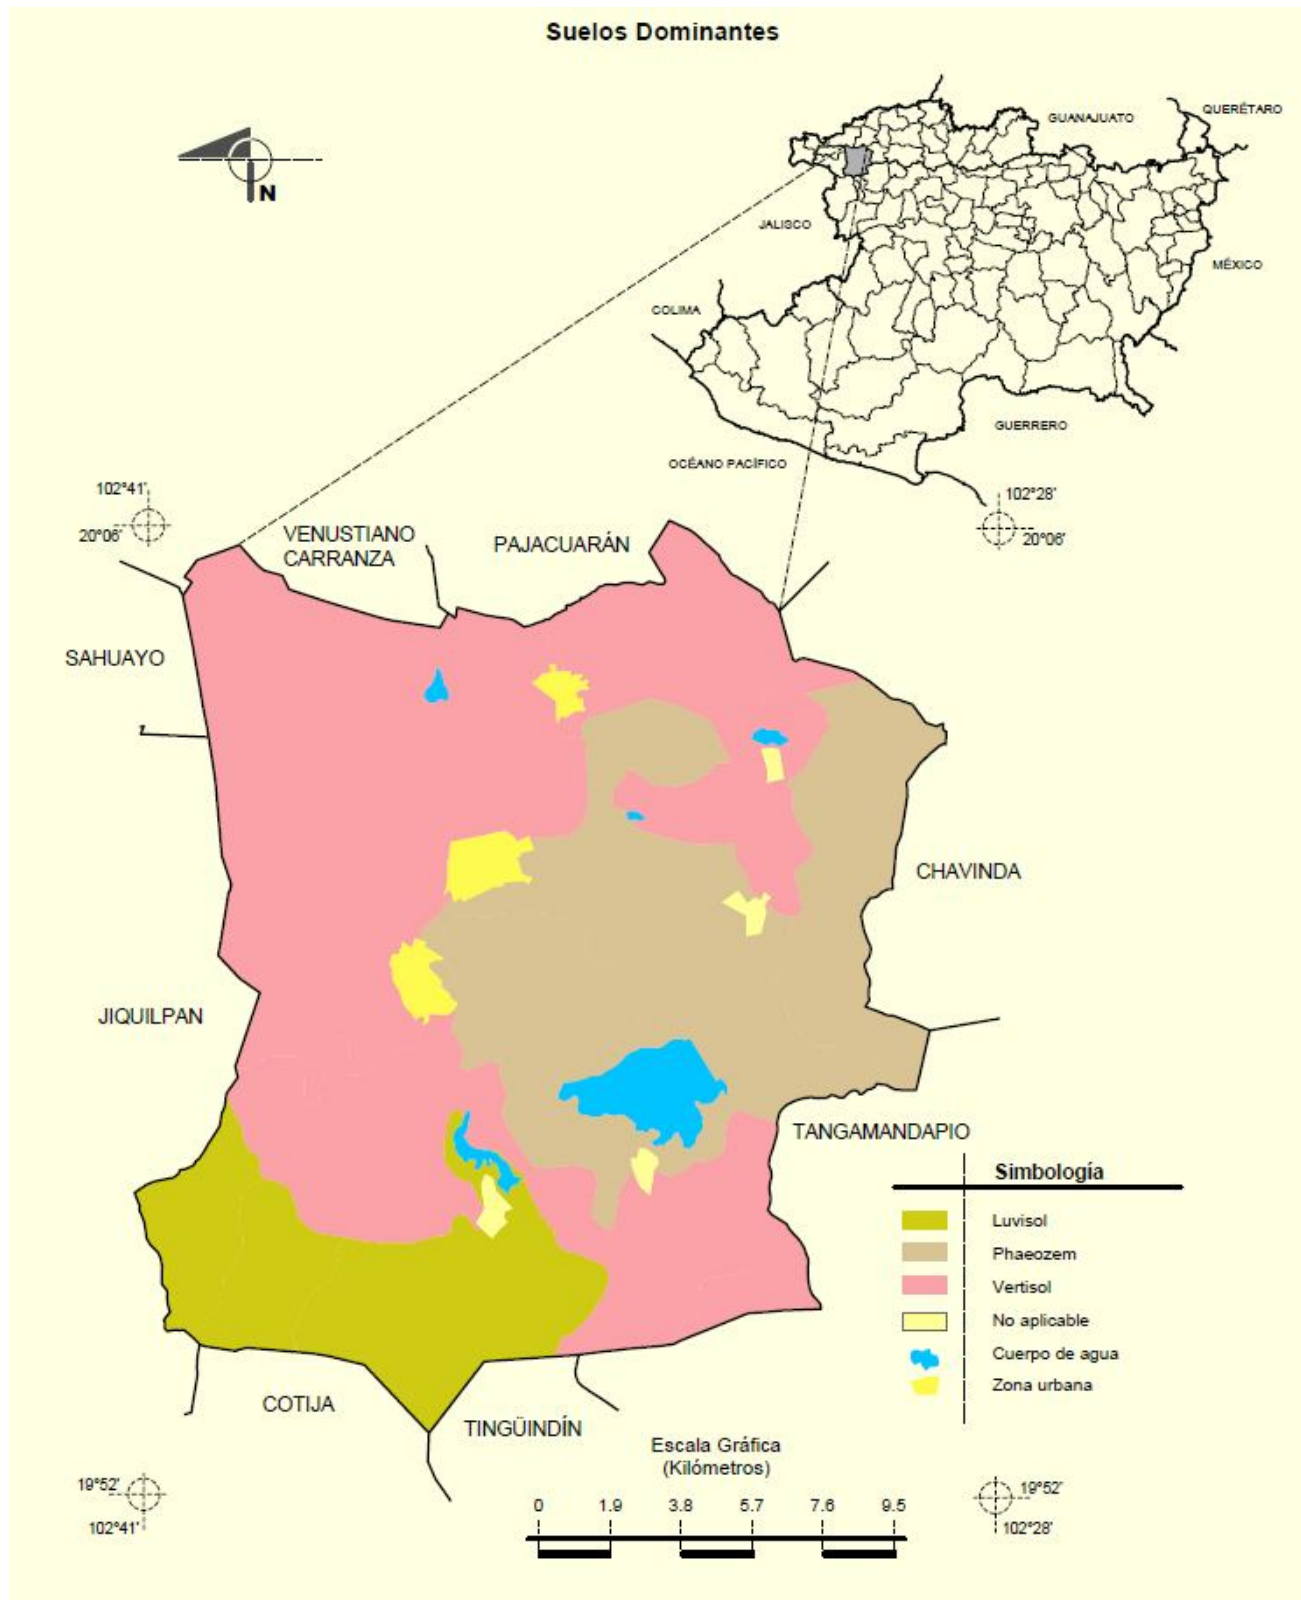 Suelos Dominantes
N
GUANAJUATO
QUERÉTARO
JALISCO
MÉXICO
COLIMA
GUERRERO
OCÉANO PACÍFICO
102°41'
20°06'
102°28'
20°06'
VENUSTIANO
CARRANZA
PAJACUARÁN
SAHUAYO
CHAVINDA
JIQUILPAN
TANGAMANDAPIO
COTIJA
TINGÜINDÍN
Simbología
Luvisol
Phaeozem
Vertisol
No aplicable
Cuerpo de agua
Zona urbana
Escala Gráfica
(Kilómetros)
0 1.9 3.8 5.7 7.6 9.5
19°52'
102°41'
19°52'
102°28'